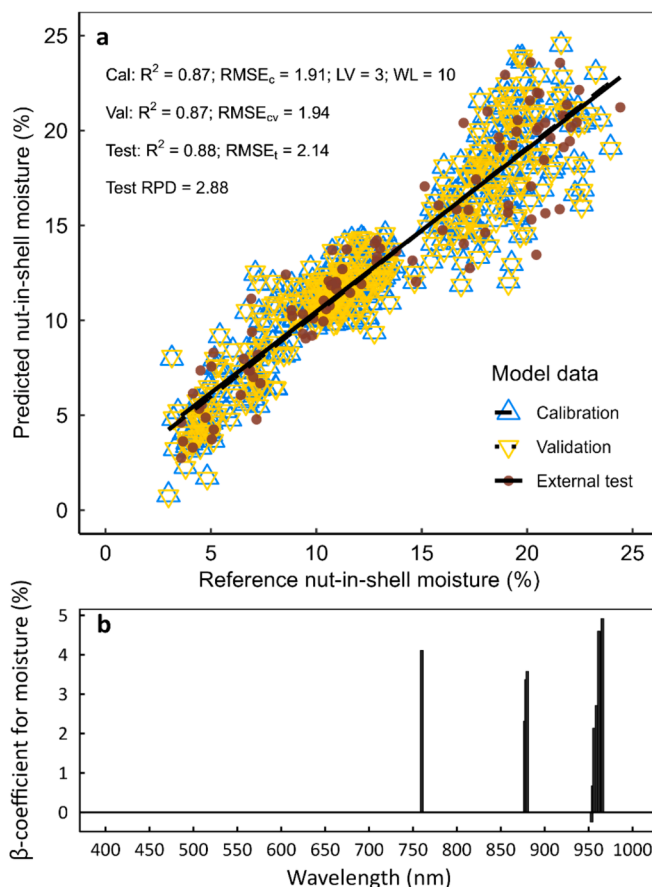 a
Cal: R² = 0.87; RMSEc = 1.91; LV = 3; WL = 10
Val: R² = 0.87; RMSEcv = 1.94
Test: R² = 0.88; RMSEt = 2.14
Test RPD = 2.88
Predicted nut-in-shell moisture (%)
25
20
15
10
5
0
Model data
Calibration
Validation
External test
0 5 10 15 20 25
Reference nut-in-shell moisture (%)
b
β-coefficient for moisture (%)
5
4
3
2
1
0
400 450 500 550 600 650 700 750 800 850 900 950 1000
Wavelength (nm)